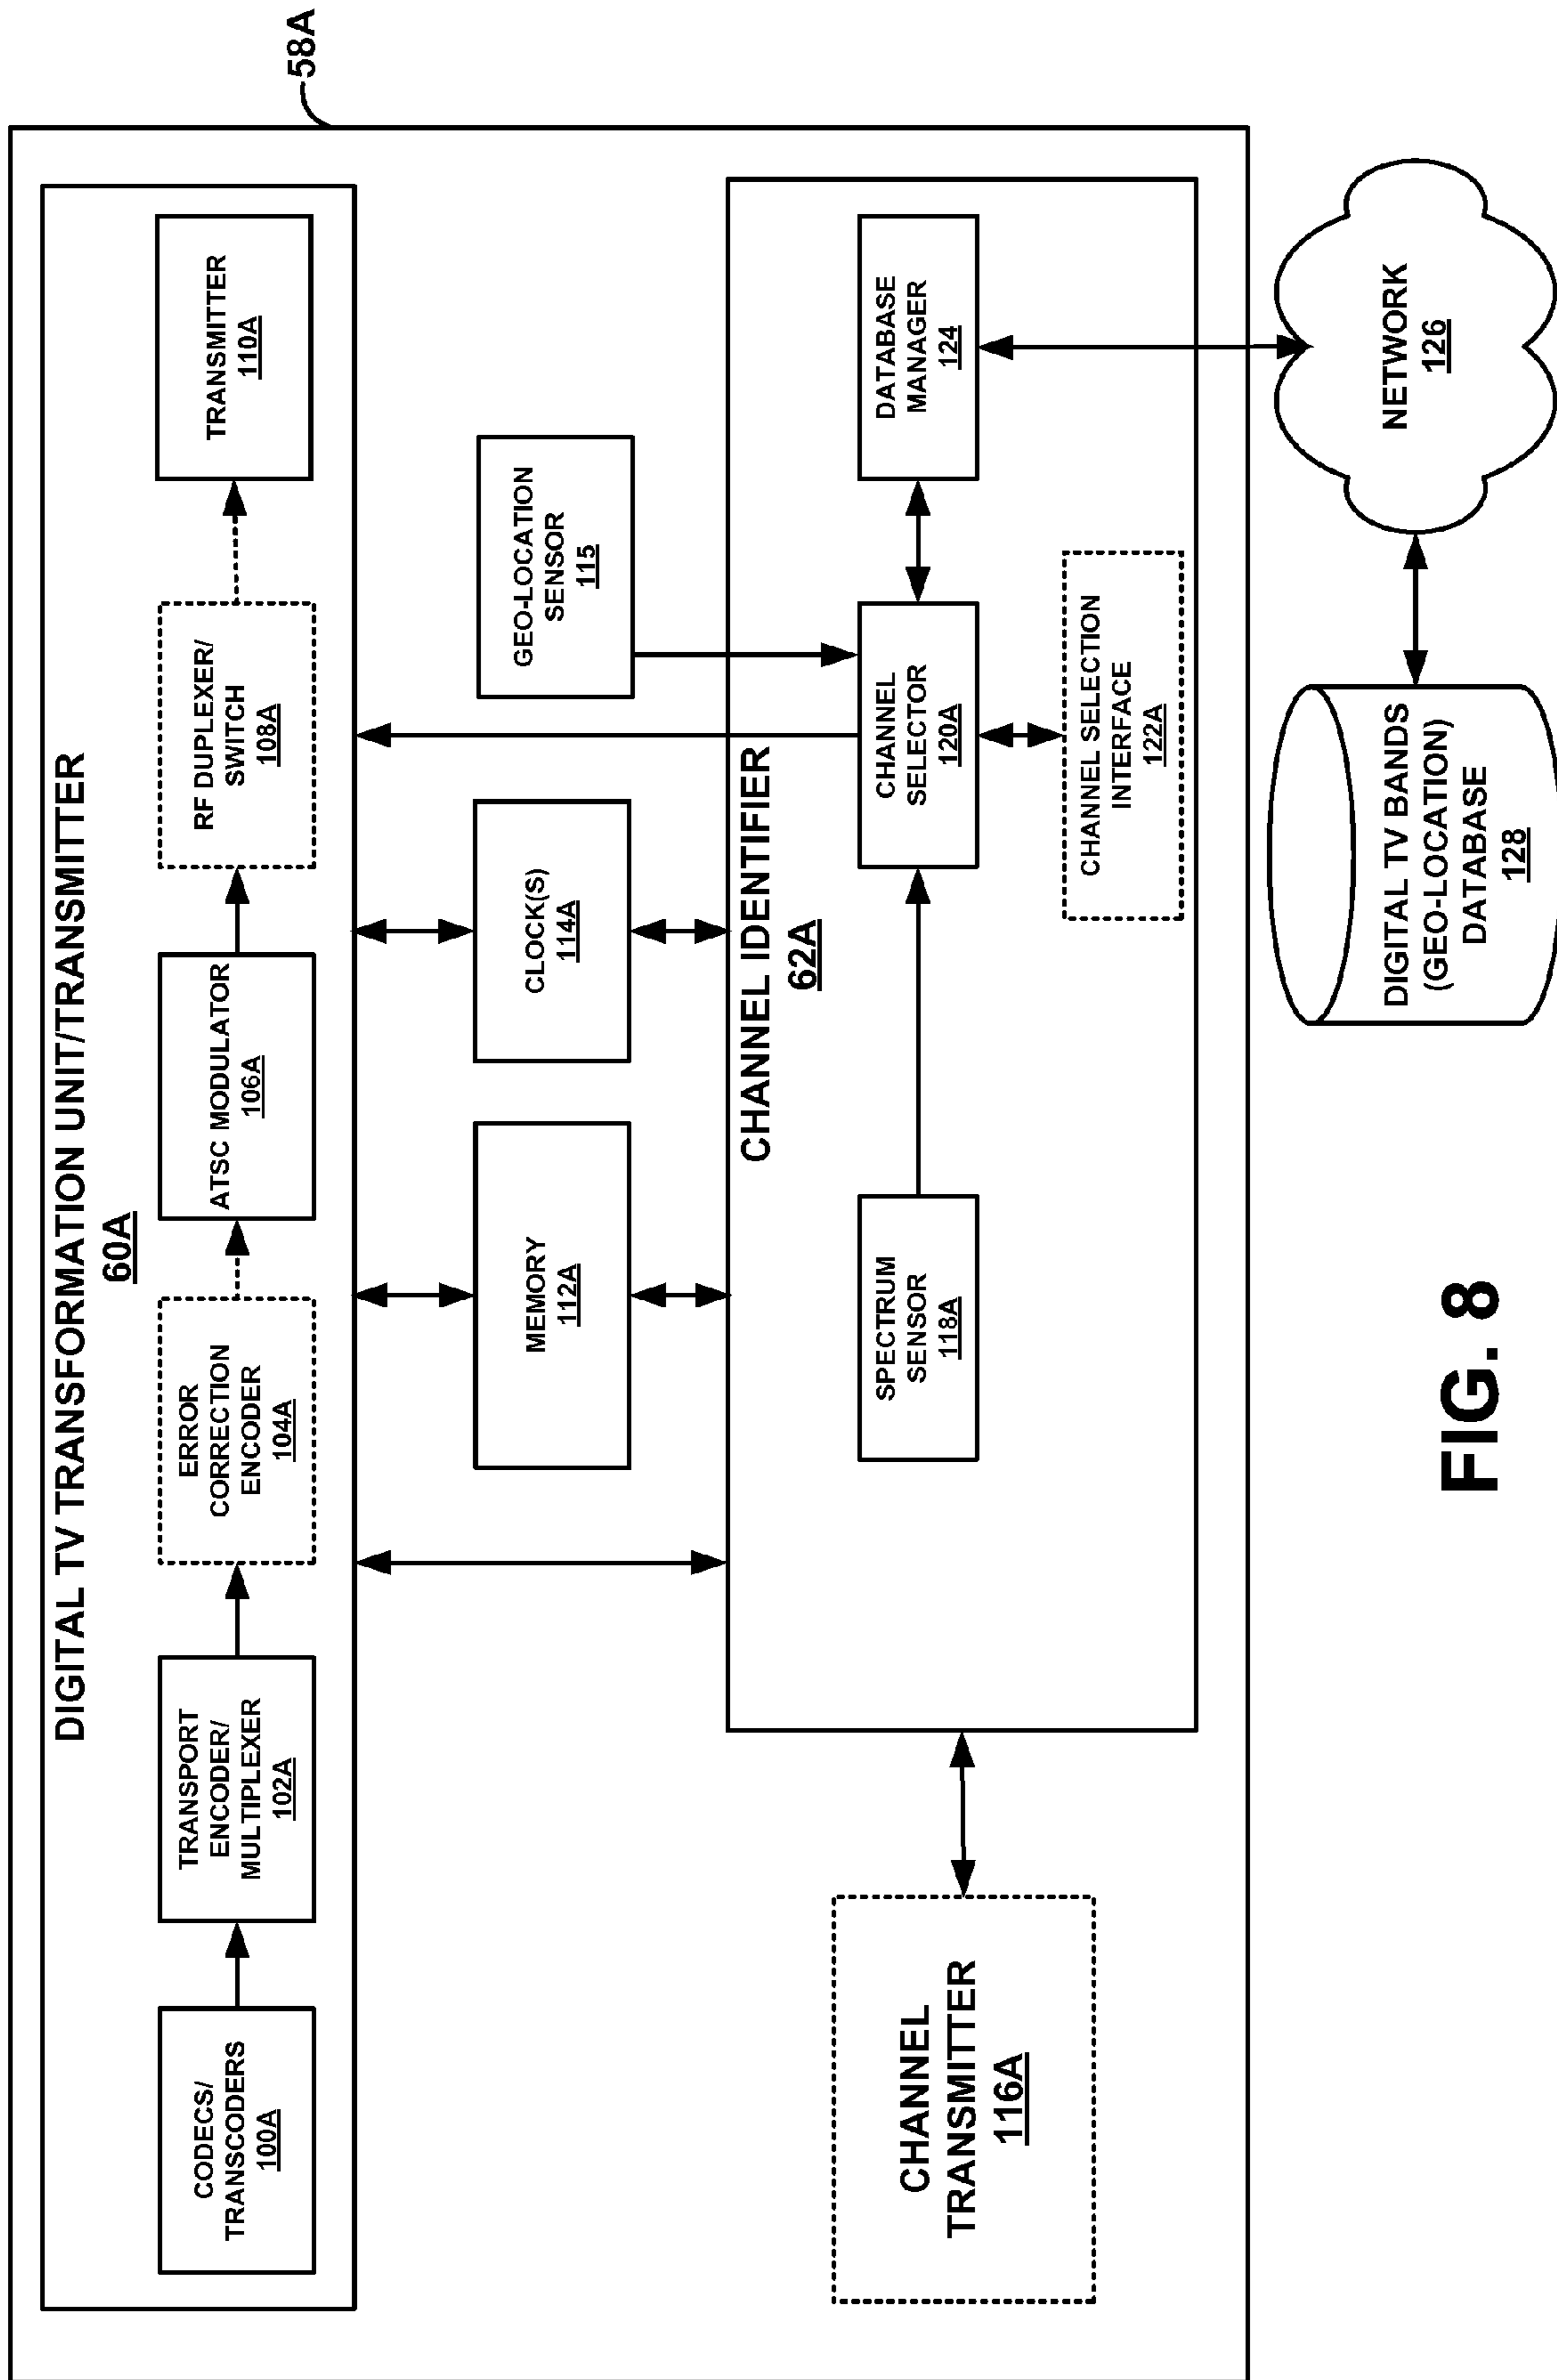 58A
DIGITAL TV TRANSFORMATION UNIT/TRANSMITTER
60A
CODECS/
TRANSCODERS
100A
TRANSPORT
ENCODER/
MULTIPLEXER
102A
ERROR
CORRECTION
ENCODER
104A
ATSC MODULATOR
106A
RF DUPLEXER/
SWITCH
108A
TRANSMITTER
110A
MEMORY
112A
CLOCK(S)
114A
GEO-LOCATION
SENSOR
115
CHANNEL
TRANSMITTER
116A
CHANNEL IDENTIFIER
62A
SPECTRUM
SENSOR
118A
CHANNEL
SELECTOR
120A
DATABASE
MANAGER
124
CHANNEL SELECTION
INTERFACE
122A
DIGITAL TV BANDS
(GEO-LOCATION)
DATABASE
128
NETWORK
126
FIG. 8